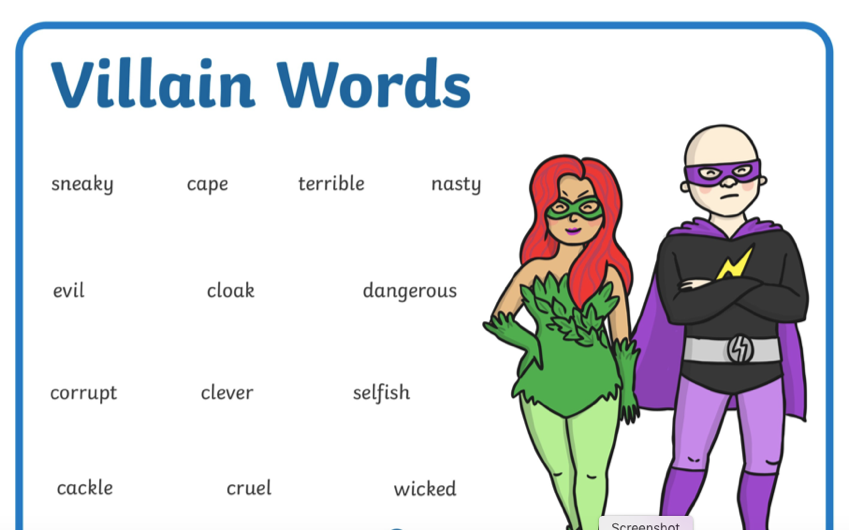 Villain Words
sneaky cape terrible nasty
evil cloak dangerous
corrupt clever selfish
cackle cruel wicked
Screenshot